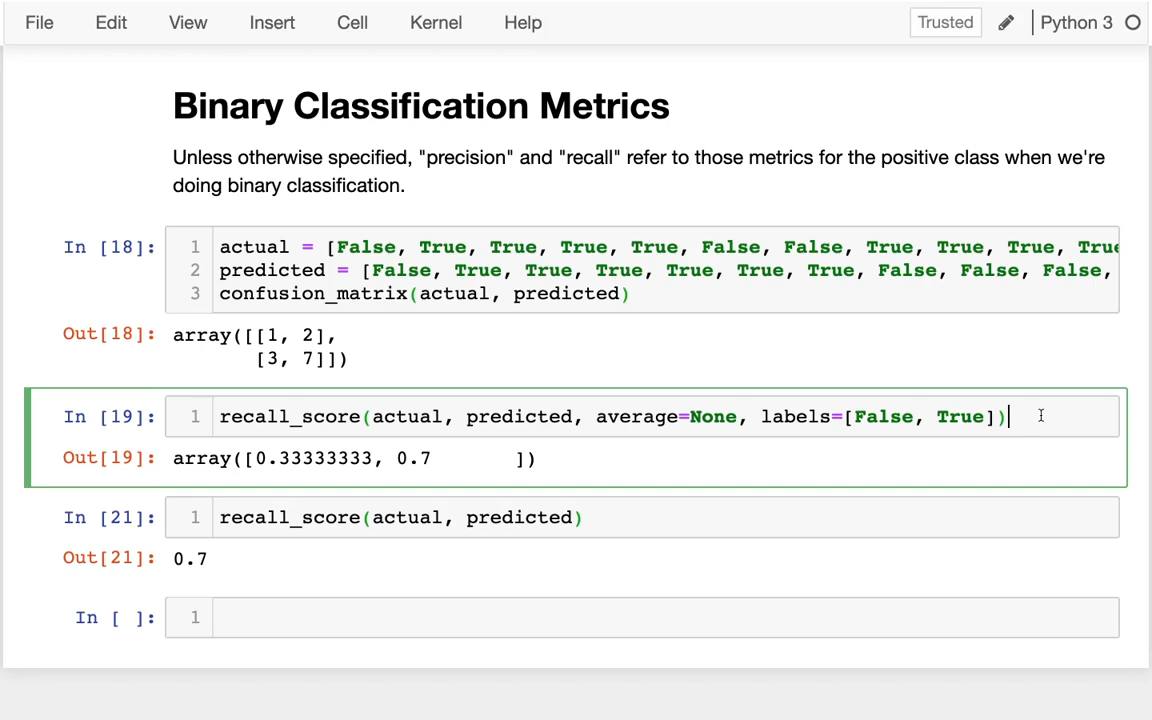 File Edit View Insert Cell Kernel Help Trusted Python 3
Binary Classification Metrics
Unless otherwise specified, "precision" and "recall" refer to those metrics for the positive class when we're
doing binary classification.
In [18]: 1 actual = [False, True, True, True, True, False, False, True, True, True, True
2 predicted = [False, True, True, True, True, True, True, False, False, False,
3 confusion_matrix(actual, predicted)
Out[18]: array([[1, 2],
[3, 7]])
In [19]: 1 recall_score(actual, predicted, average=None, labels=[False, True])
Out[19]: array([0.33333333, 0.7       ])
In [21]: 1 recall_score(actual, predicted)
Out[21]: 0.7
In [ ]: 1